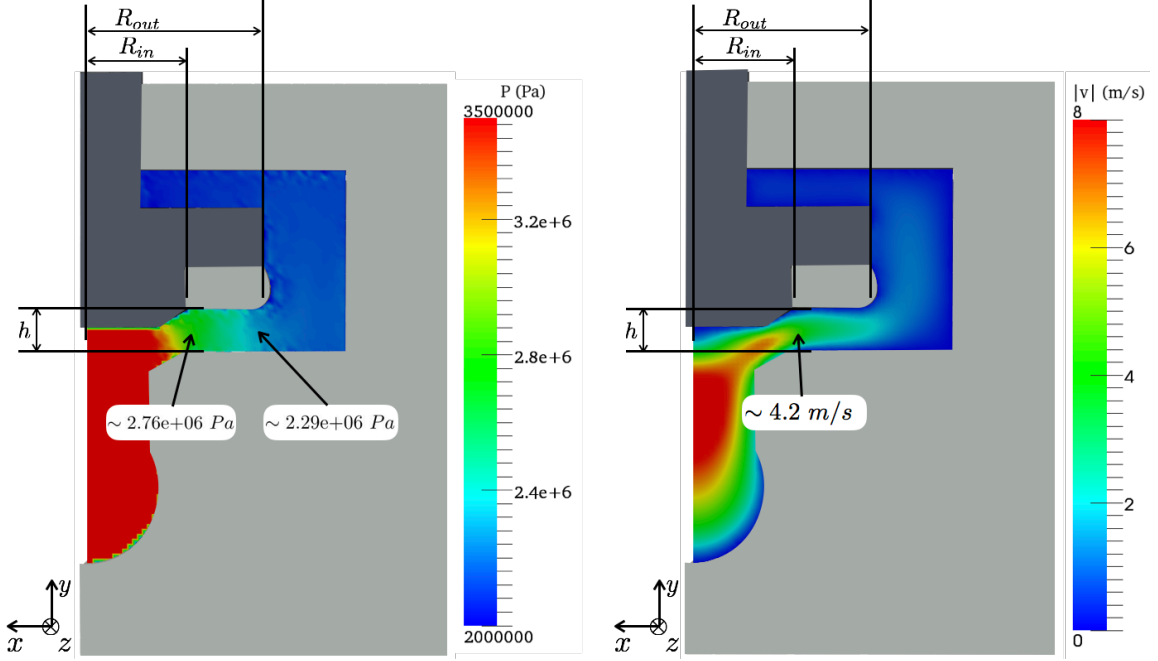 R_out
R_in
P (Pa)
3500000
3.2e+6
2.8e+6
2.4e+6
2000000
h
~ 2.76e+06 Pa
~ 2.29e+06 Pa
y
x
z
R_out
R_in
|v| (m/s)
8
6
4
2
0
h
~ 4.2 m/s
y
x
z